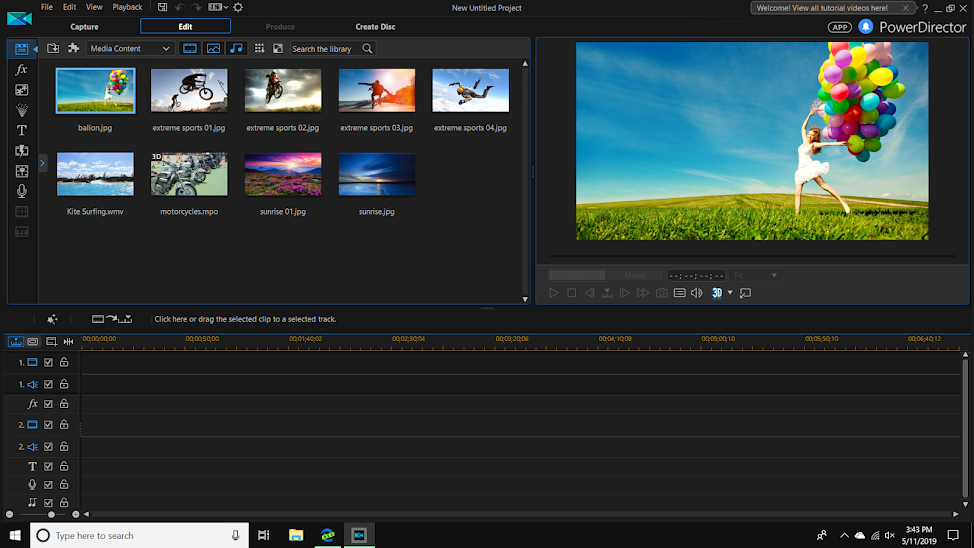 File Edit View Playback
New Untitled Project
Welcome! View all tutorial videos here!
?
Capture Edit Produce Create Disc
APP PowerDirector
Media Content
Search the library
fx
T
ballon.jpg
extreme sports 01.jpg
extreme sports 02.jpg
extreme sports 03.jpg
extreme sports 04.jpg
3D
Kite Surfing.wmv
motorcycles.mpo
sunrise 01.jpg
sunrise.jpg
Movie --;--;--;-- Fit
3D
Click here or drag the selected clip to a selected track.
00;00;00;00 00;00;50;00 00;01;40;02 00;02;30;04 00;03;20;06 00;04;10;08 00;05;00;10 00;05;50;10 00;06;40;12
1.
1.
fx
2.
2.
T
Type here to search
3:43 PM
5/11/2019